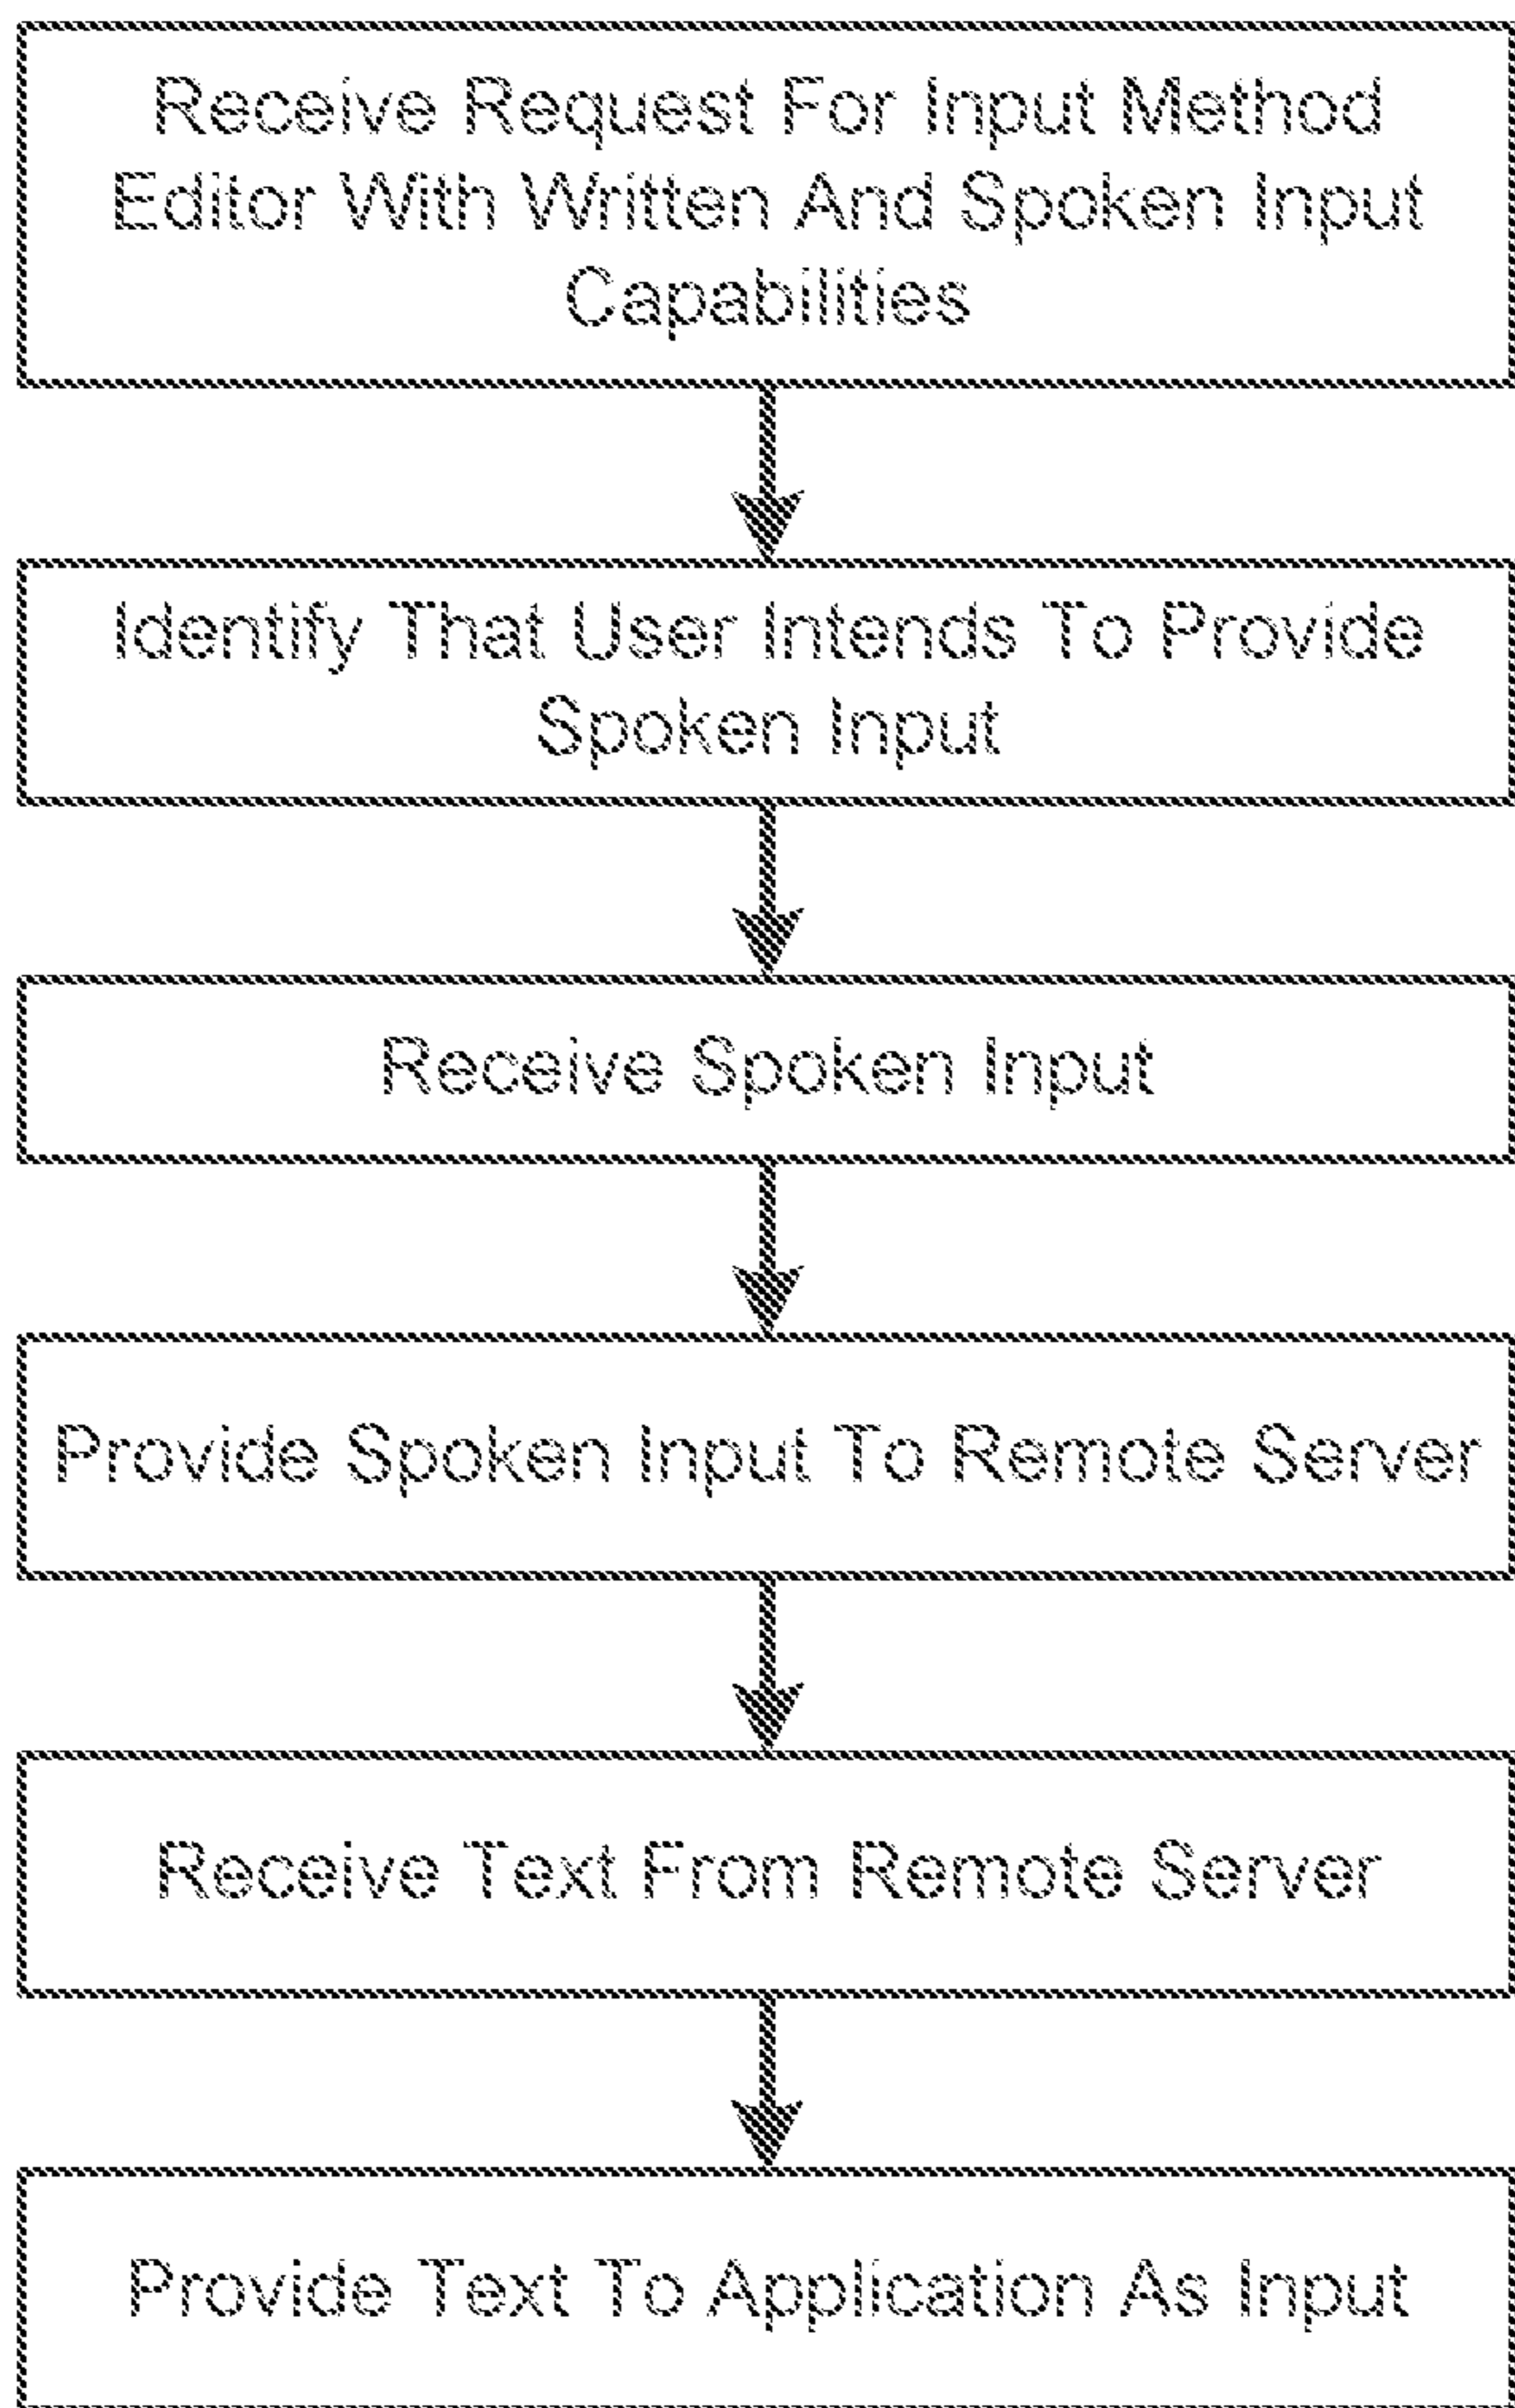 Receive Request For Input Method
Editor With Written And Spoken Input
Capabilities
Identify That User Intends To Provide
Spoken Input
Receive Spoken Input
Provide Spoken Input To Remote Server
Receive Text From Remote Server
Provide Text To Application As Input